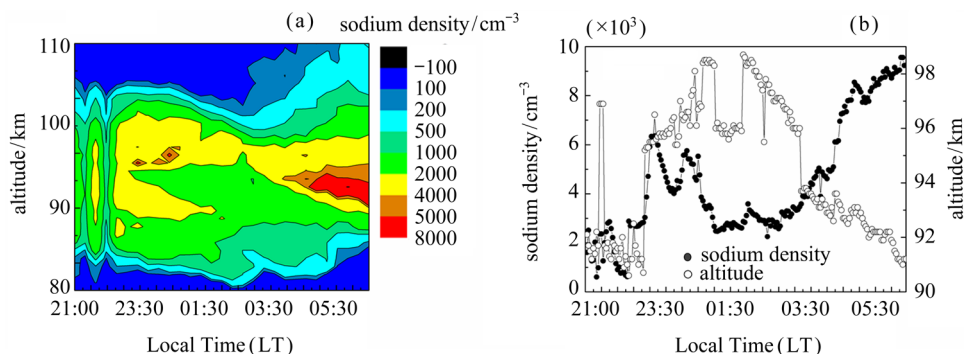 (a)
sodium density/cm⁻³
altitude/km
110
100
90
80
21:00 23:30 01:30 03:30 05:30
Local Time (LT)
−100
100
200
500
1000
2000
4000
5000
8000
(×10³)
(b)
sodium density/cm⁻³
10
8
6
4
2
0
sodium density
altitude
98
96
94
92
90
altitude/km
21:00 23:30 01:30 03:30 05:30
Local Time (LT)